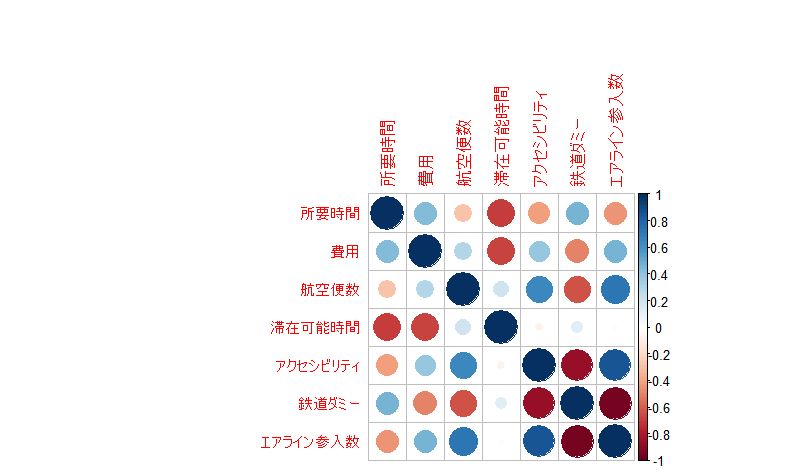 所要時間
費用
航空便数
滞在可能時間
アクセシビリティ
鉄道ダミー
エアライン参入数
所要時間
費用
航空便数
滞在可能時間
アクセシビリティ
鉄道ダミー
エアライン参入数
1
0.8
0.6
0.4
0.2
0
-0.2
-0.4
-0.6
-0.8
-1